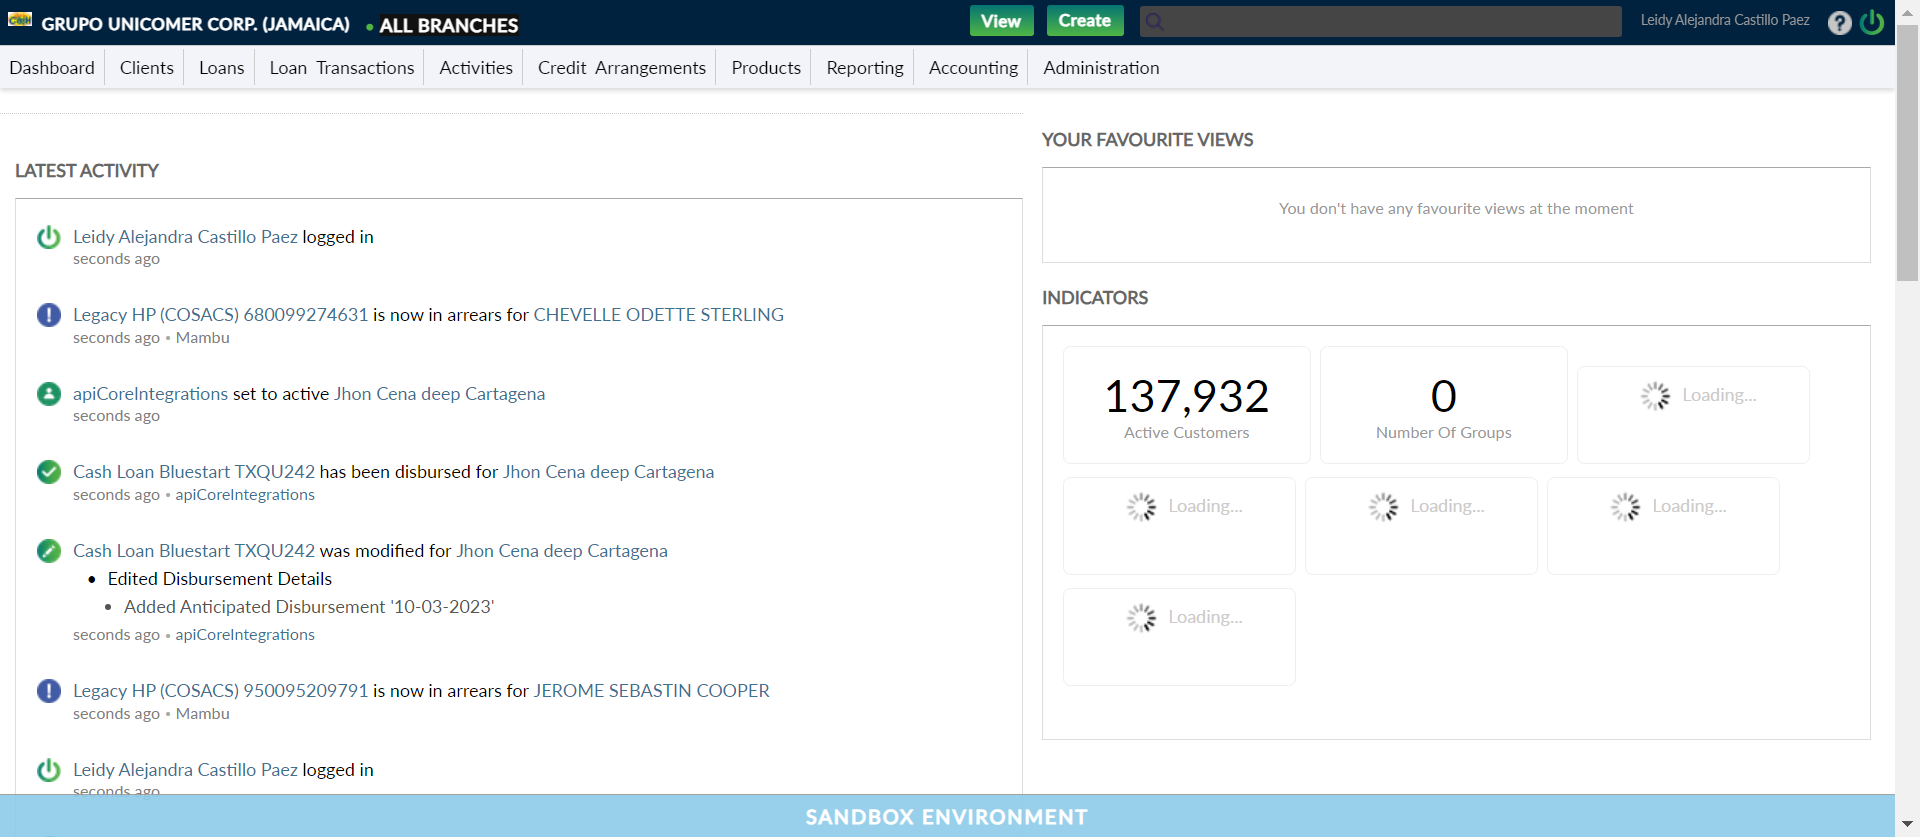 Cash
GRUPO UNICOMER CORP. (JAMAICA) • ALL BRANCHES
View
Create
Leidy Alejandra Castillo Paez
?
Dashboard
Clients
Loans
Loan Transactions
Activities
Credit Arrangements
Products
Reporting
Accounting
Administration
LATEST ACTIVITY
Leidy Alejandra Castillo Paez logged in
seconds ago
Legacy HP (COSACS) 680099274631 is now in arrears for CHEVELLE ODETTE STERLING
seconds ago • Mambu
apiCoreIntegrations set to active Jhon Cena deep Cartagena
seconds ago
Cash Loan Bluestart TXQU242 has been disbursed for Jhon Cena deep Cartagena
seconds ago • apiCoreIntegrations
Cash Loan Bluestart TXQU242 was modified for Jhon Cena deep Cartagena
• Edited Disbursement Details
• Added Anticipated Disbursement '10-03-2023'
seconds ago • apiCoreIntegrations
Legacy HP (COSACS) 950095209791 is now in arrears for JEROME SEBASTIN COOPER
seconds ago • Mambu
Leidy Alejandra Castillo Paez logged in
seconds ago
YOUR FAVOURITE VIEWS
You don't have any favourite views at the moment
INDICATORS
137,932
Active Customers
0
Number Of Groups
Loading...
Loading...
Loading...
Loading...
Loading...
SANDBOX ENVIRONMENT